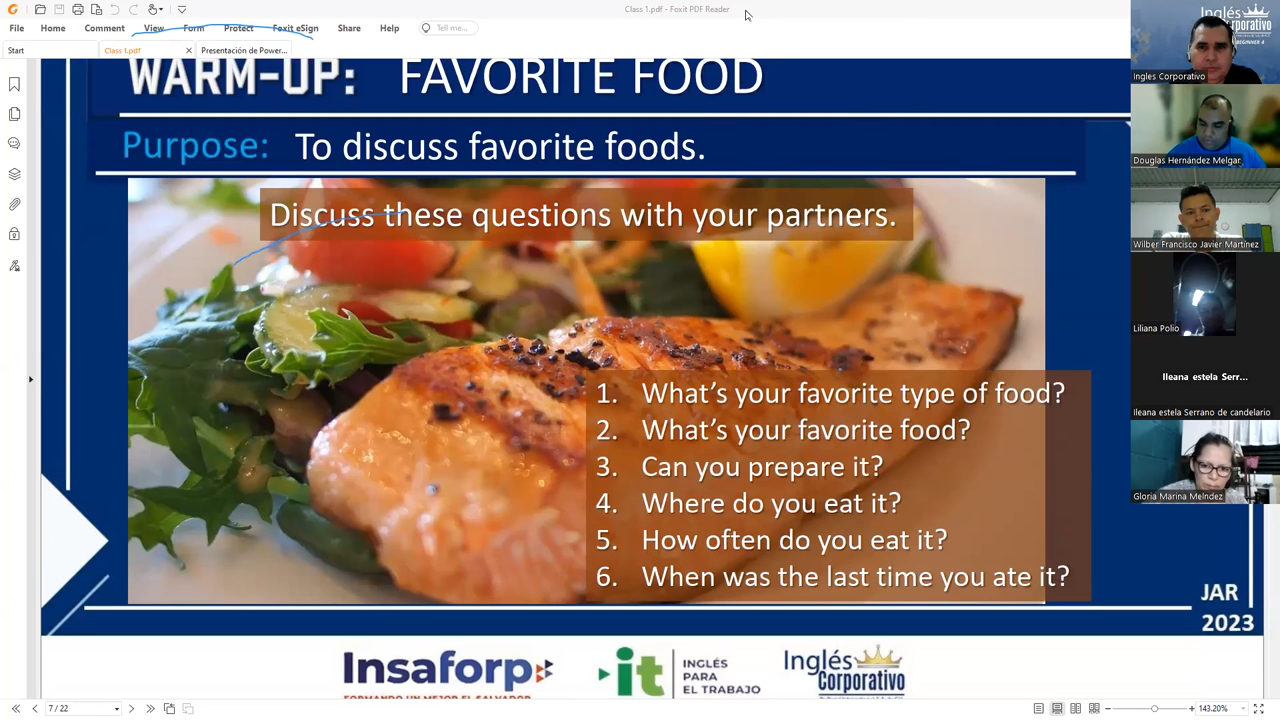 Class 1.pdf - Foxit PDF Reader
File Home Comment View Form Protect Foxit eSign Share Help Tell me...
Start Class 1.pdf Presentación de Power...
WARM-UP: FAVORITE FOOD
Purpose: To discuss favorite foods.
Discuss these questions with your partners.
1. What's your favorite type of food?
2. What's your favorite food?
3. Can you prepare it?
4. Where do you eat it?
5. How often do you eat it?
6. When was the last time you ate it?
JAR
2023
Insaforp
FORMANDO UN MEJOR EL SALVADOR
it INGLÉS
PARA
EL TRABAJO
Inglés
Corporativo
7 / 22
143.20%
Inglés
Corporativo
BEGINNER 4
Ingles Corporativo
Douglas Hernández Melgar
Wilber Francisco Javier Martínez
Liliana Polio
Ileana estela Serr...
Ileana estela Serrano de candelario
Gloria Marina Melndez